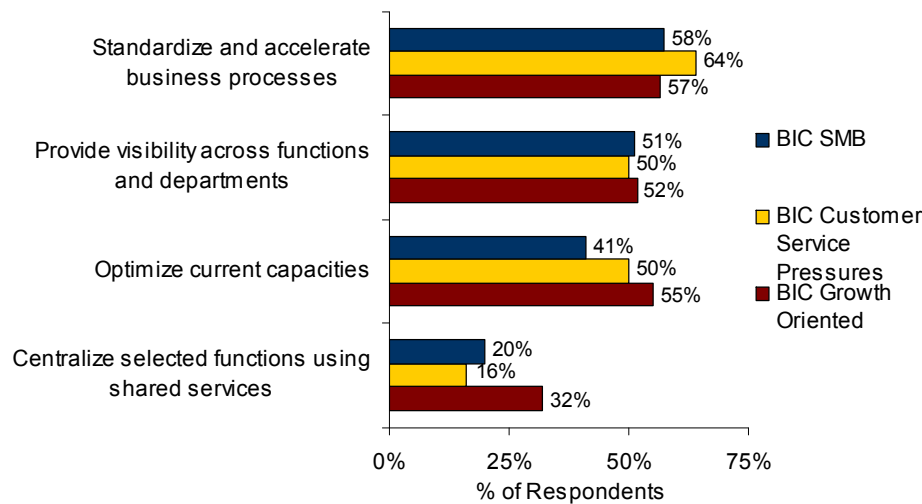 Standardize and accelerate
business processes
58%
64%
57%
Provide visibility across functions
and departments
51%
50%
52%
Optimize current capacities
41%
50%
55%
Centralize selected functions using
shared services
20%
16%
32%
0%
25%
50%
75%
% of Respondents
BIC SMB
BIC Customer
Service
Pressures
BIC Growth
Oriented